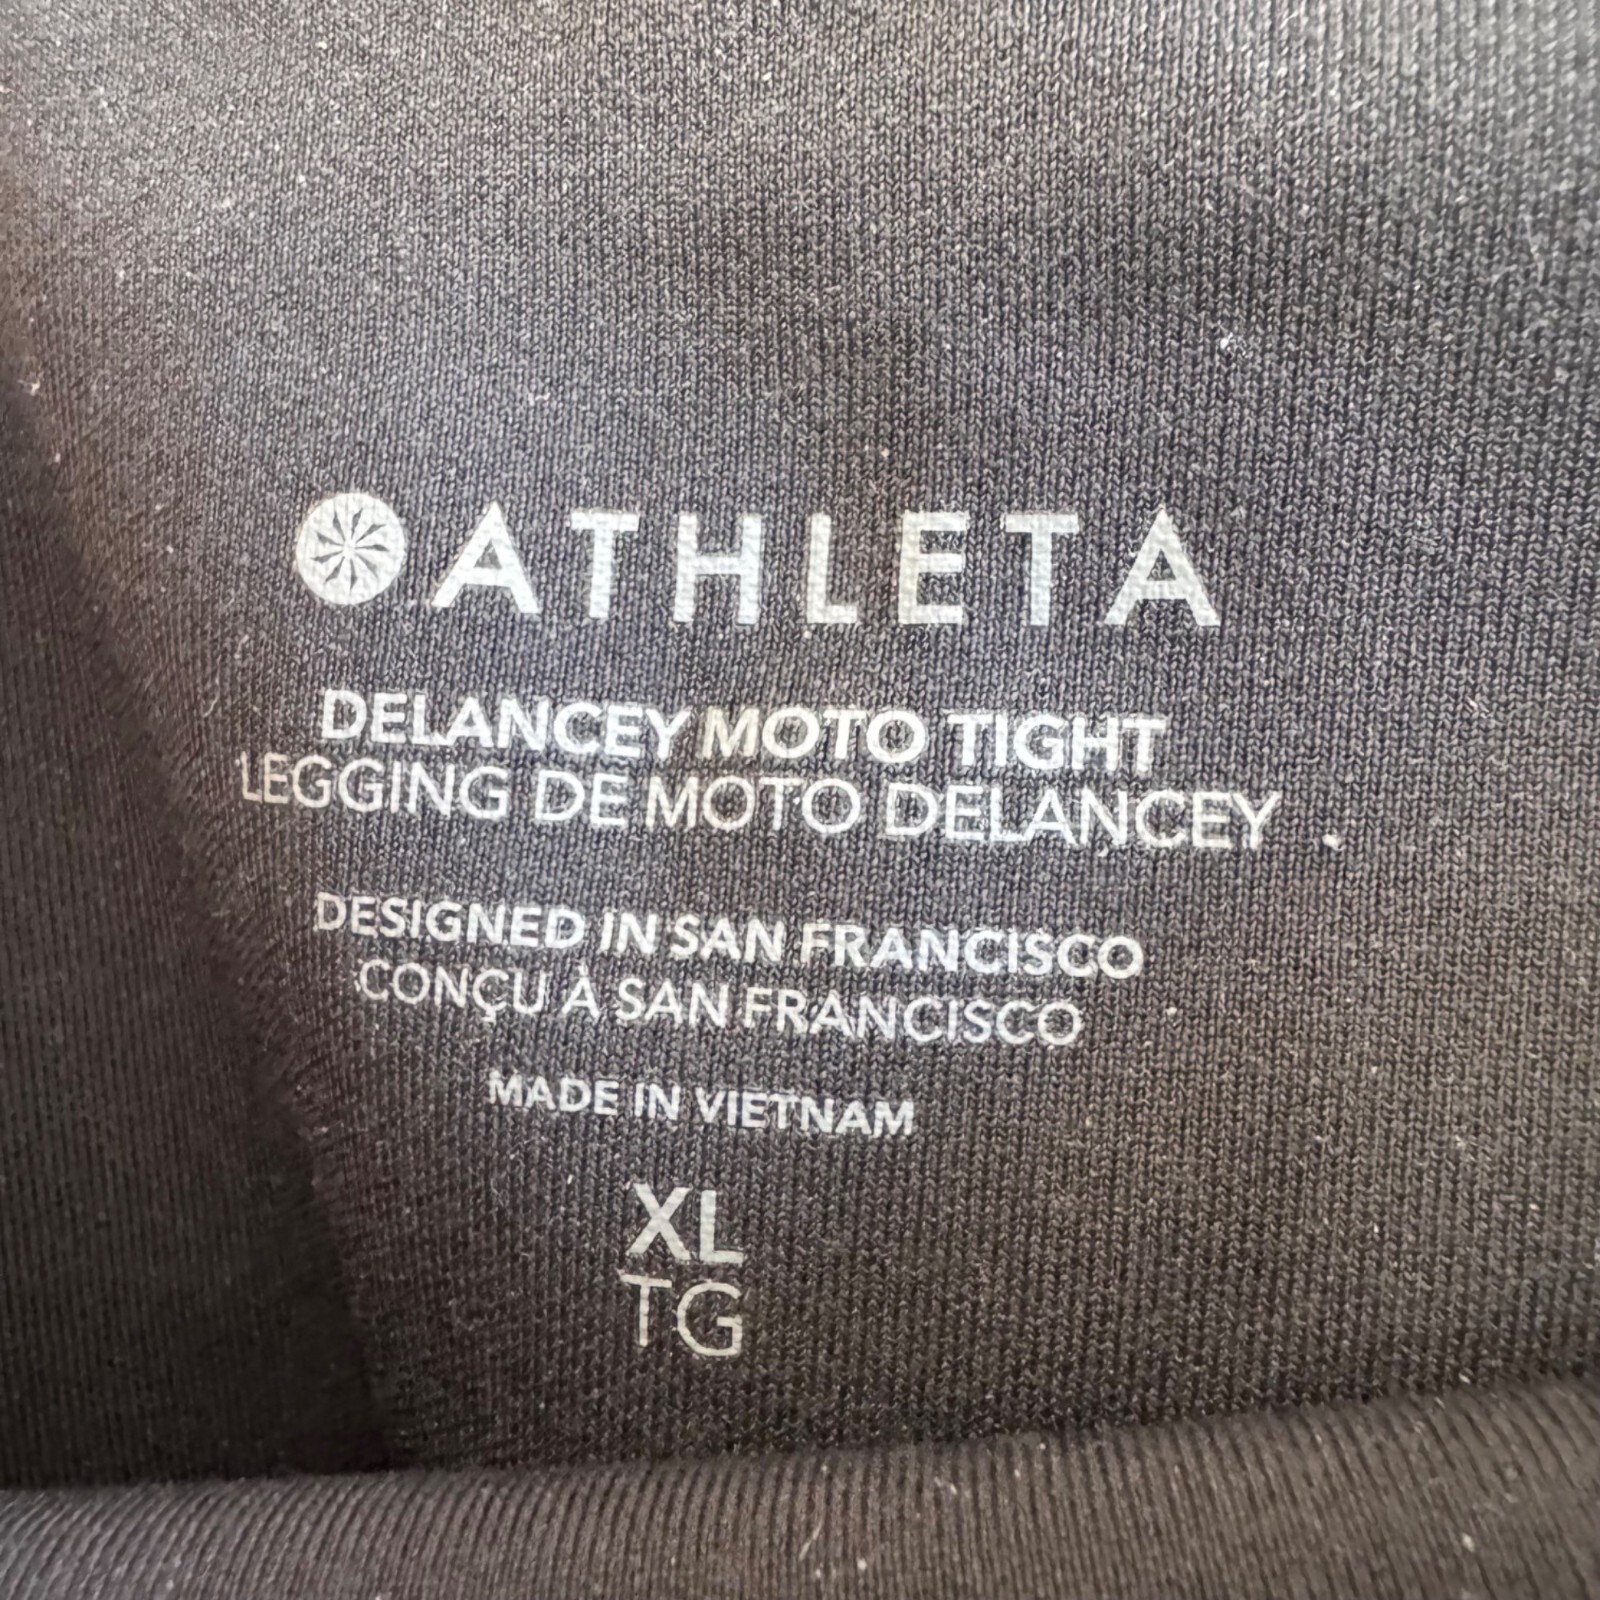 ATHLETA
DELANCEY MOTO TIGHT
LEGGING DE MOTO DELANCEY
DESIGNED IN SAN FRANCISCO
CONÇU À SAN FRANCISCO
MADE IN VIETNAM
XL
TG